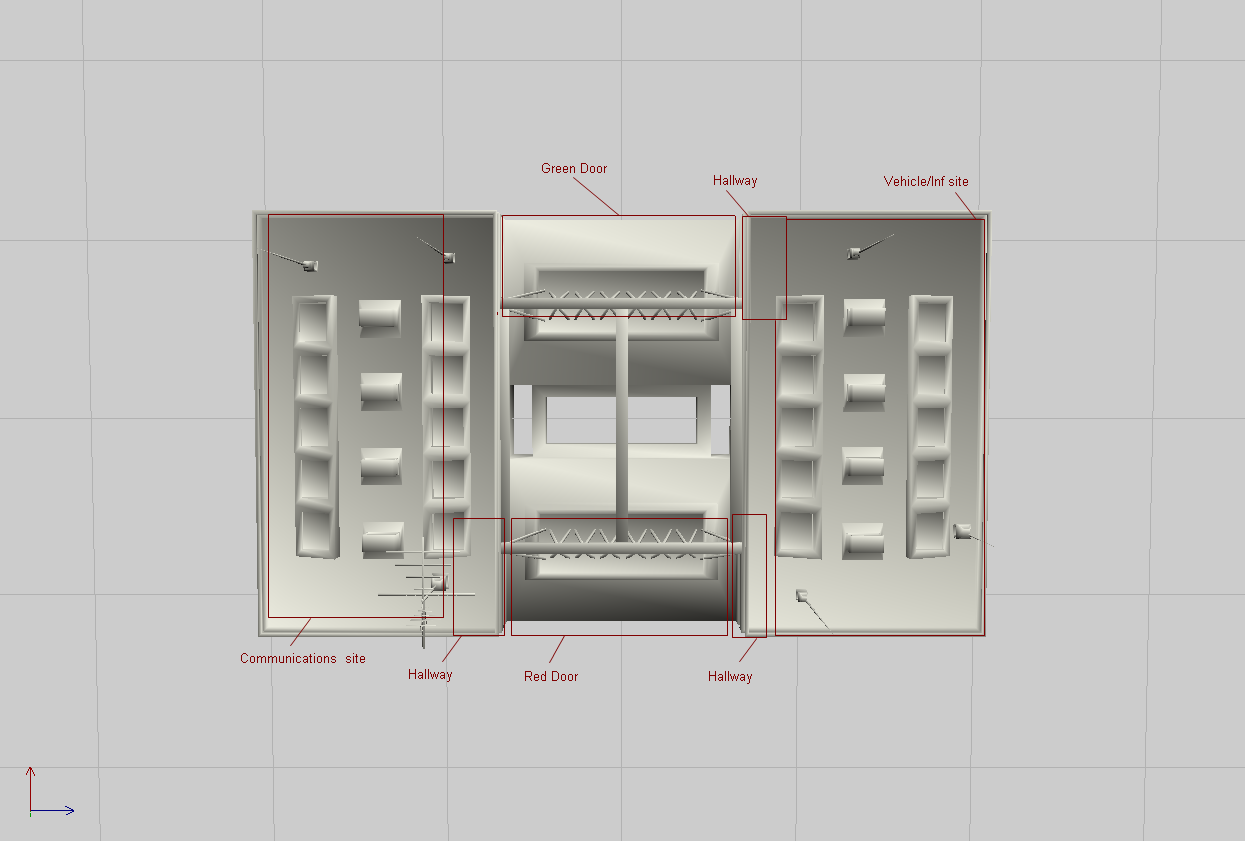 Green Door
Hallway
Vehicle/Inf site
Communications  site
Hallway
Red Door
Hallway